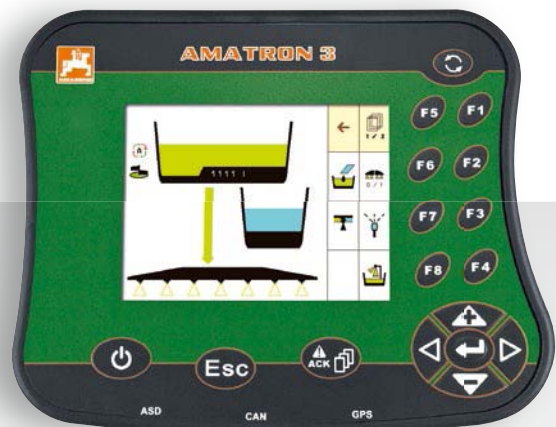 AMATRON 3
F5
F1
1 / 2
1111 l
0 / 1
F6
F2
F7
F3
F8
F4
Esc
ACK
ASD
CAN
GPS